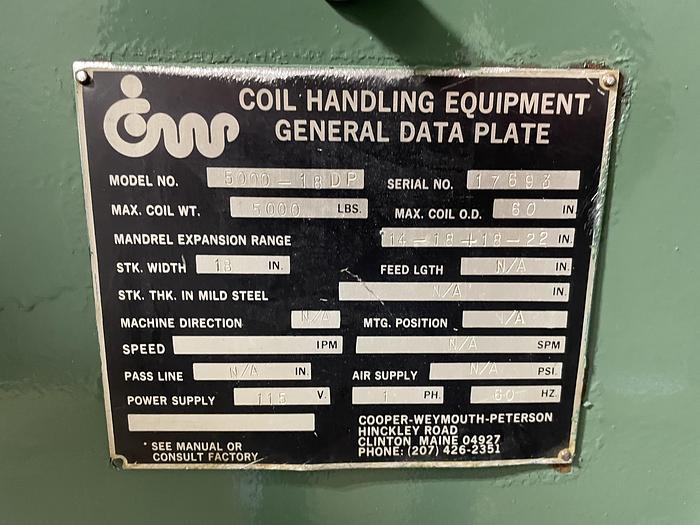 cwp COIL HANDLING EQUIPMENT
GENERAL DATA PLATE
MODEL NO. 5000-18DP SERIAL NO. 17693
MAX. COIL WT. 5000 LBS. MAX. COIL O.D. 60 IN
MANDREL EXPANSION RANGE 14-18+18-22 IN.
STK. WIDTH 18 IN. FEED LGTH N/A IN.
STK. THK. IN MILD STEEL N/A IN.
MACHINE DIRECTION N/A MTG. POSITION N/A
SPEED IPM N/A SPM
PASS LINE N/A IN. AIR SUPPLY N/A PSI.
POWER SUPPLY 115 V. 1 PH. 60 HZ.
COOPER-WEYMOUTH-PETERSON
HINCKLEY ROAD
CLINTON MAINE 04927
PHONE: (207) 426-2351
* SEE MANUAL OR
CONSULT FACTORY